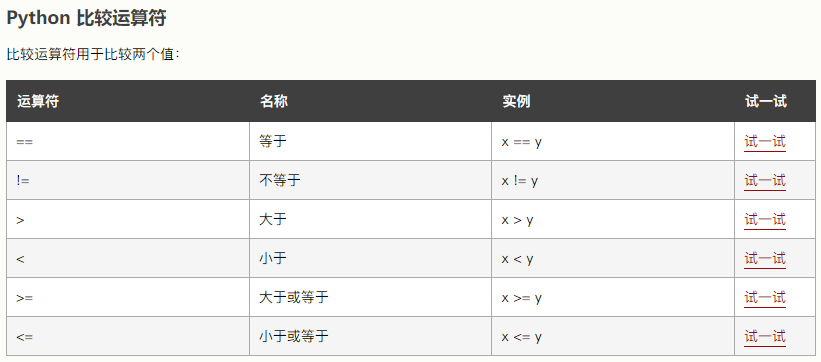 Python 比较运算符
比较运算符用于比较两个值：
运算符 名称 实例 试一试
== 等于 x == y 试一试
!= 不等于 x != y 试一试
> 大于 x > y 试一试
< 小于 x < y 试一试
>= 大于或等于 x >= y 试一试
<= 小于或等于 x <= y 试一试